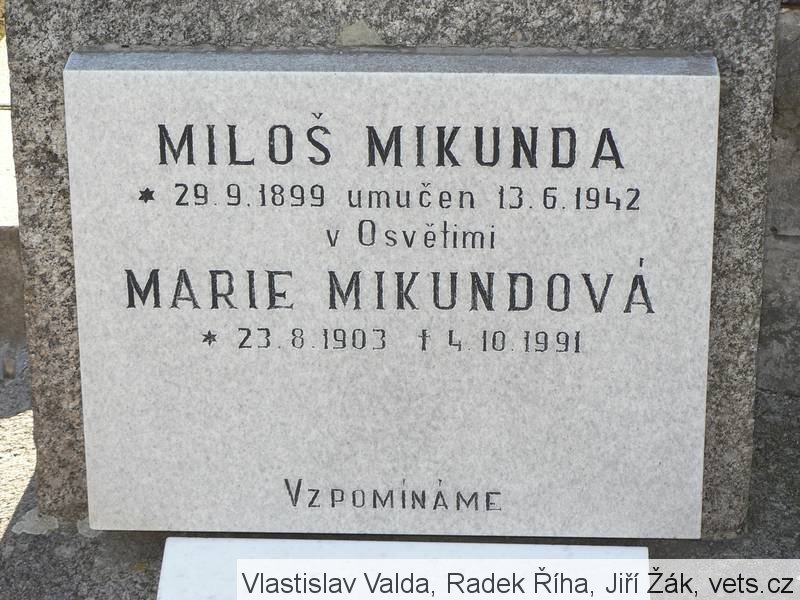 MILOŠ MIKUNDA
* 29.9.1899 umučen 13.6.1942
v Osvětimi
MARIE MIKUNDOVÁ
* 23.8.1903 † 4.10.1991
VZPOMÍNÁME
Vlastislav Valda, Radek Říha, Jiří Žák, vets.cz